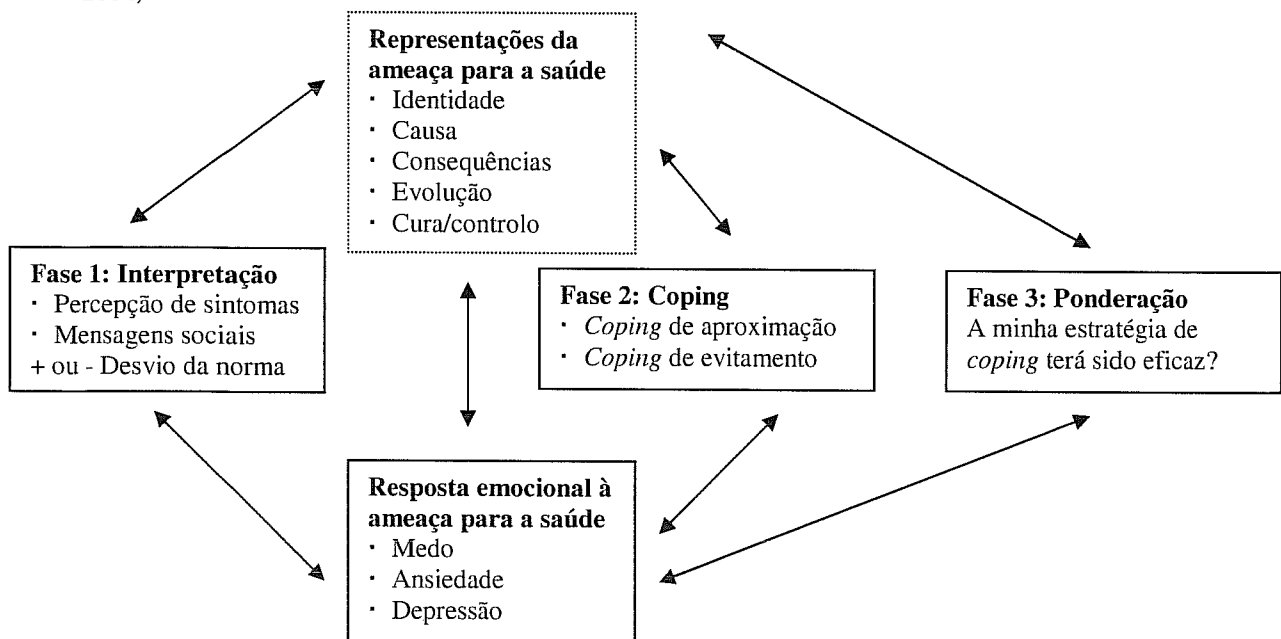 Representações da
ameaça para a saúde
· Identidade
· Causa
· Consequências
· Evolução
· Cura/controlo
Fase 1: Interpretação
· Percepção de sintomas
· Mensagens sociais
+ ou - Desvio da norma
Fase 2: Coping
· Coping de aproximação
· Coping de evitamento
Fase 3: Ponderação
A minha estratégia de
coping terá sido eficaz?
Resposta emocional à
ameaça para a saúde
· Medo
· Ansiedade
· Depressão